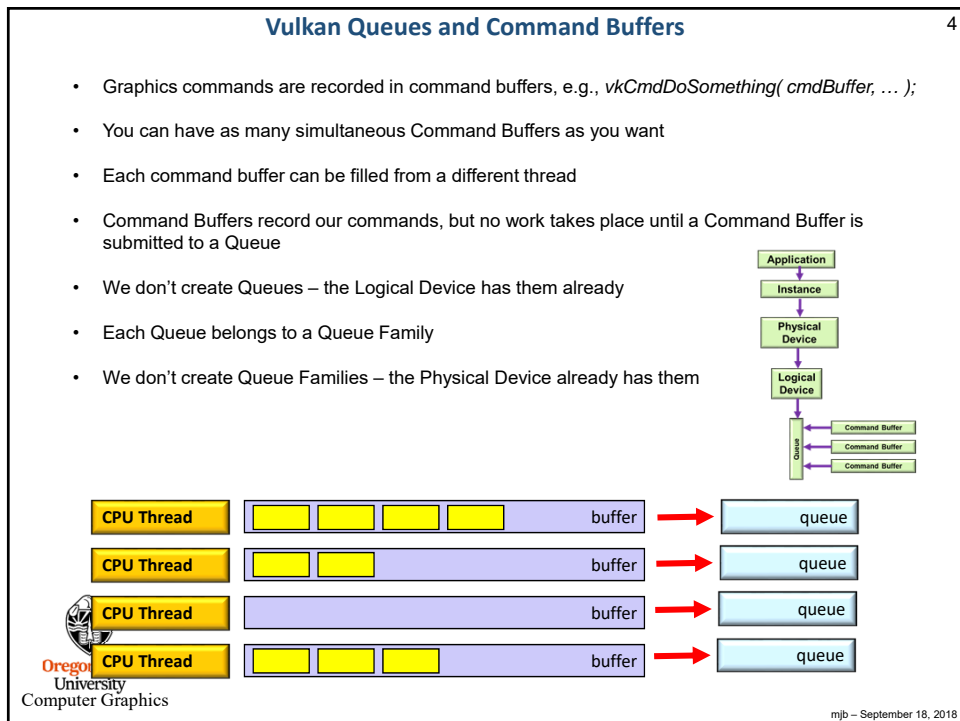 Vulkan Queues and Command Buffers
4
• Graphics commands are recorded in command buffers, e.g., vkCmdDoSomething( cmdBuffer, … );
• You can have as many simultaneous Command Buffers as you want
• Each command buffer can be filled from a different thread
• Command Buffers record our commands, but no work takes place until a Command Buffer is
submitted to a Queue
• We don’t create Queues – the Logical Device has them already
• Each Queue belongs to a Queue Family
• We don’t create Queue Families – the Physical Device already has them
Application
Instance
Physical
Device
Logical
Device
Queue
Command Buffer
Command Buffer
Command Buffer
CPU Thread buffer queue
CPU Thread buffer queue
CPU Thread buffer queue
CPU Thread buffer queue
University
Computer Graphics
mjb – September 18, 2018